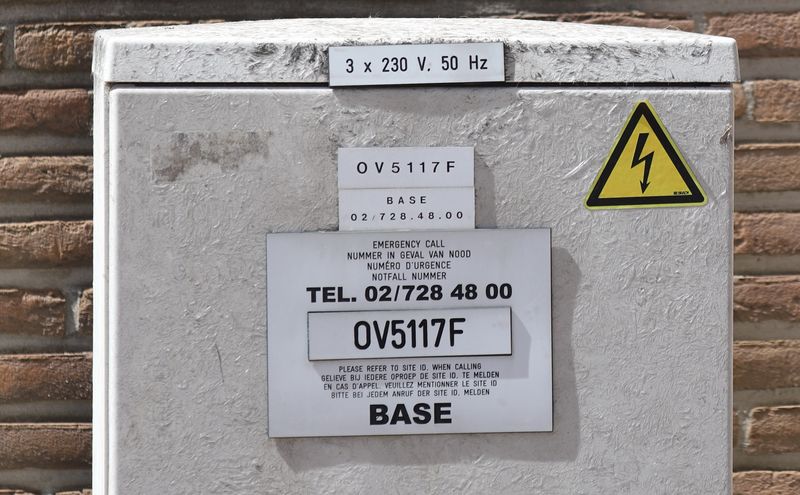 3 x 230 V. 50 Hz
OV5117F
BASE
02/728.48.00
EMERGENCY CALL
NUMMER IN GEVAL VAN NOOD
NUMÉRO D'URGENCE
NOTFALL NUMMER
TEL. 02/728 48 00
OV5117F
PLEASE REFER TO SITE ID. WHEN CALLING
GELIEVE BIJ IEDERE OPROEP DE SITE ID. TE MELDEN
EN CAS D'APPEL, VEUILLEZ MENTIONNER LE SITE ID
BITTE BEI JEDEM ANRUF DER SITE ID. MELDEN
BASE